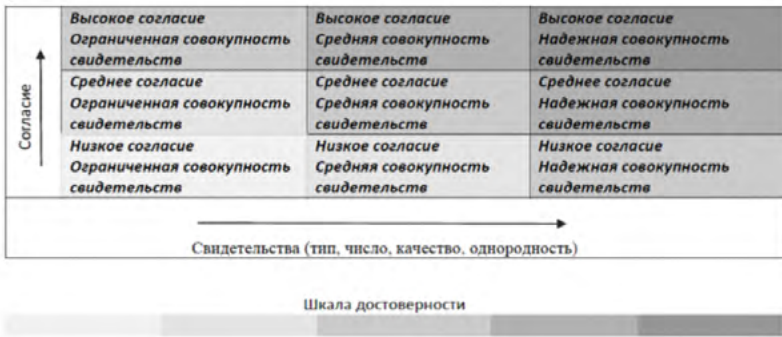 Высокое согласие
Ограниченная совокупность
свидетельств
Высокое согласие
Средняя совокупность
свидетельств
Высокое согласие
Надежная совокупность
свидетельств
Согласие
Среднее согласие
Ограниченная совокупность
свидетельств
Среднее согласие
Средняя совокупность
свидетельств
Среднее согласие
Надежная совокупность
свидетельств
Низкое согласие
Ограниченная совокупность
свидетельств
Низкое согласие
Средняя совокупность
свидетельств
Низкое согласие
Надежная совокупность
свидетельств
Свидетельства (тип, число, качество, однородность)
Шкала достоверности